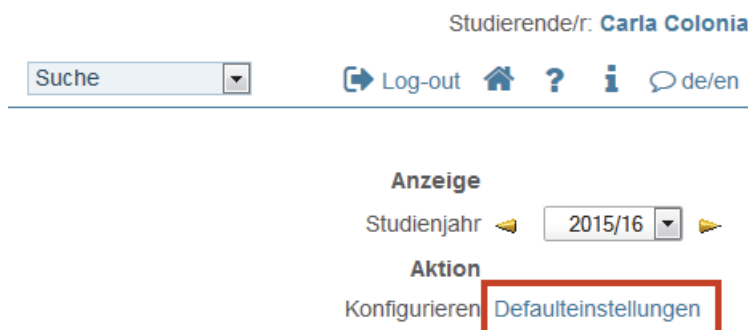 Studierende/r: Carla Colonia
Suche Log-out ? i de/en
Anzeige
Studienjahr 2015/16
Aktion
Konfigurieren Defaulteinstellungen